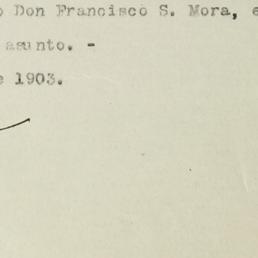 Don Francisco S. Mora,
asunto. -
1903.